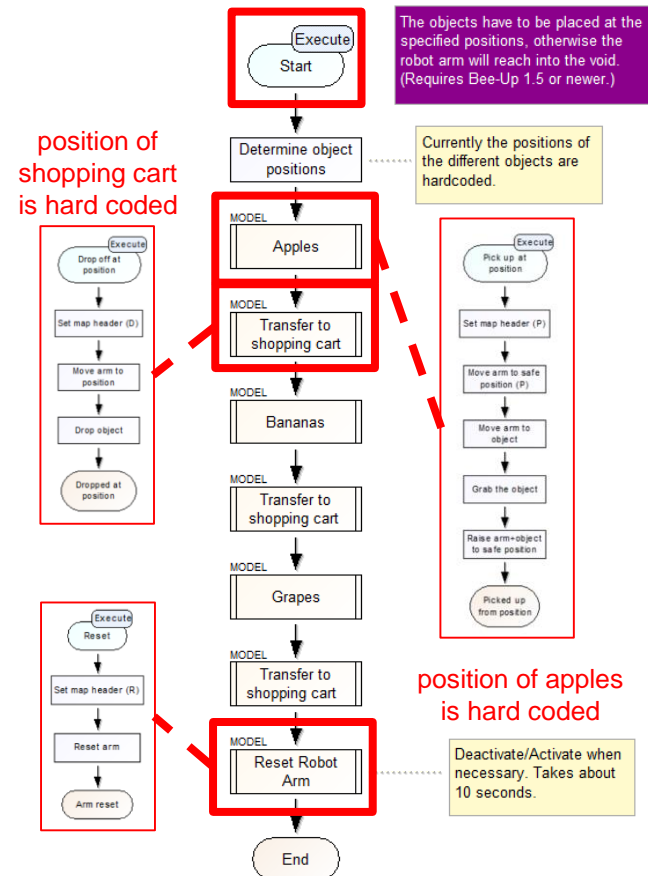 Execute
Start
The objects have to be placed at the
specified positions, otherwise the
robot arm will reach into the void.
(Requires Bee-Up 1.5 or newer.)
Determine object
positions
Currently the positions of
the different objects are
hardcoded.
position of
shopping cart
is hard coded
MODEL
Apples
MODEL
Transfer to
shopping cart
MODEL
Bananas
MODEL
Transfer to
shopping cart
MODEL
Grapes
MODEL
Transfer to
shopping cart
MODEL
Reset Robot
Arm
End
Execute
Drop off at
position
Set map header (D)
Move arm to
position
Drop object
Dropped at
position
Execute
Pick up at
position
Set map header (P)
Move arm to safe
position (P)
Move arm to
object
Grab the object
Raise arm+object
to safe position
Picked up
from position
position of apples
is hard coded
Execute
Reset
Set map header (R)
Reset arm
Arm reset
Deactivate/Activate when
necessary. Takes about
10 seconds.